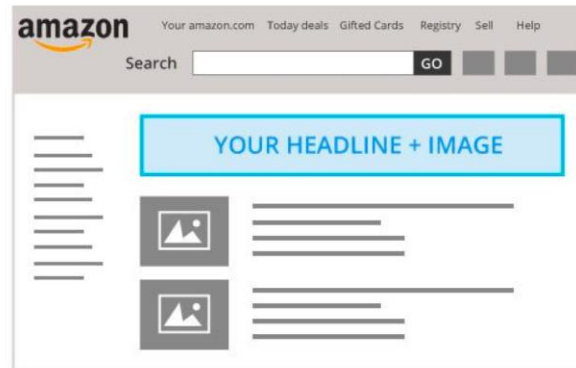 amazon
Your amazon.com Today deals Gifted Cards Registry Sell Help
Search GO
YOUR HEADLINE + IMAGE